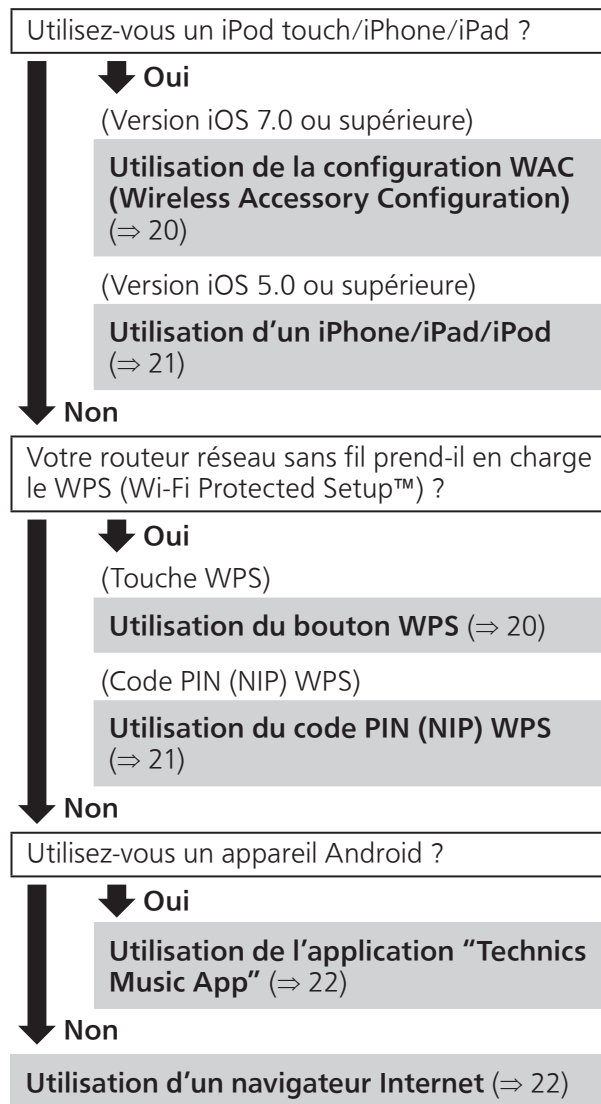 Utilisez-vous un iPod touch/iPhone/iPad ?
Oui
(Version iOS 7.0 ou supérieure)
Utilisation de la configuration WAC
(Wireless Accessory Configuration)
(⇒ 20)
(Version iOS 5.0 ou supérieure)
Utilisation d’un iPhone/iPad/iPod
(⇒ 21)
Non
Votre routeur réseau sans fil prend-il en charge
le WPS (Wi-Fi Protected Setup™) ?
Oui
(Touche WPS)
Utilisation du bouton WPS (⇒ 20)
(Code PIN (NIP) WPS)
Utilisation du code PIN (NIP) WPS
(⇒ 21)
Non
Utilisez-vous un appareil Android ?
Oui
Utilisation de l’application “Technics
Music App” (⇒ 22)
Non
Utilisation d’un navigateur Internet (⇒ 22)